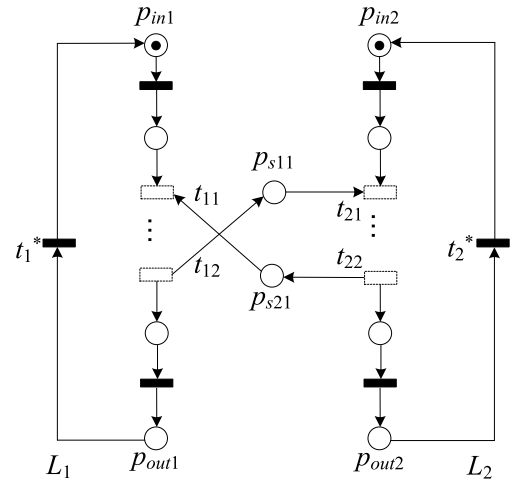 p_in1 p_in2
p_s11
t_11 t_21
t_1* t_2*
t_12 t_22
p_s21
p_out1 p_out2
L_1 L_2